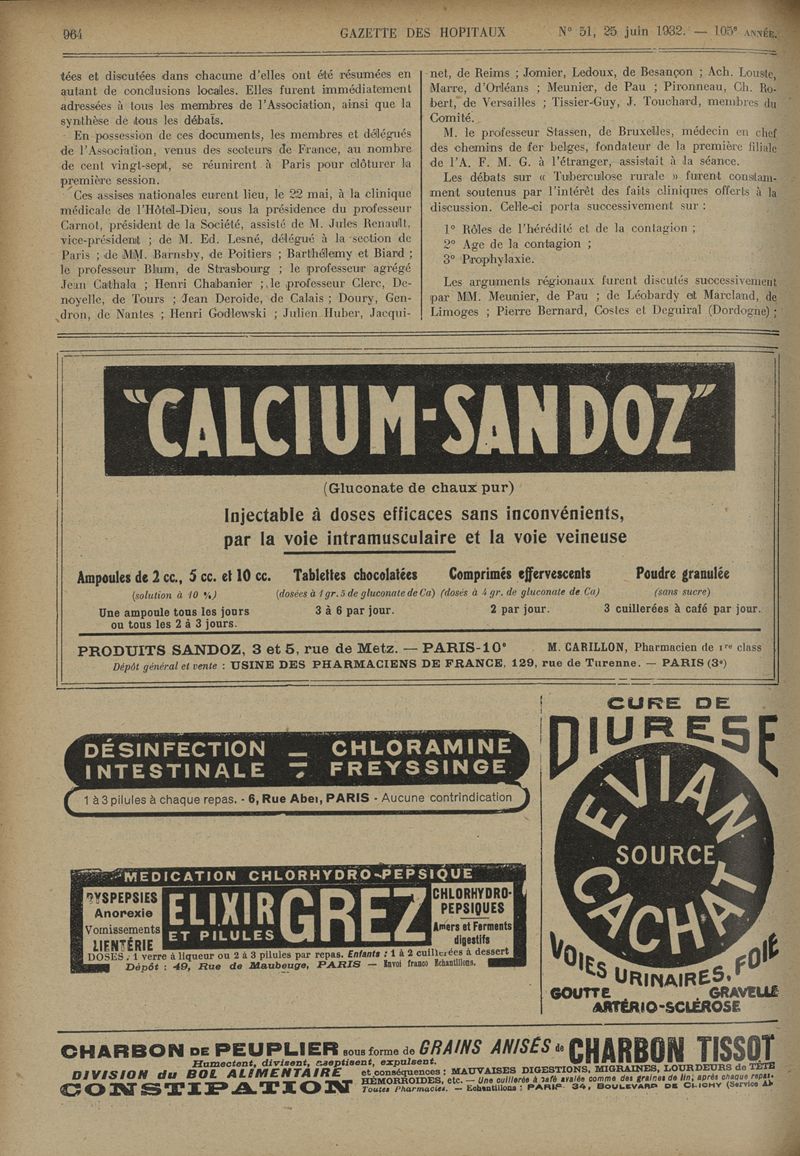 964
GAZETTE DES HOPITAUX
N° 51, 25 juin 1932. — 105e ANNÉE.
tées et discutées dans chacune d'elles ont été résumées en
autant de conclusions locales. Elles furent immédiatement
adressées à tous les membres de l'Association, ainsi que la
synthèse de tous les débats.
En possession de ces documents, les membres et délégués
de l'Association, venus des secteurs de France, au nombre
de cent vingt-sept, se réunirent à Paris pour clôturer la
première session.
Ces assises nationales eurent lieu, le 22 mai, à la clinique
médicale de l'Hôtel-Dieu, sous la présidence du professeur
Carnot, président de la Société, assisté de M. Jules Renault,
vice-président ; de M. Ed. Lesné, délégué à la section de
Paris ; de MM. Barnsby, de Poitiers ; Barthélemy et Biard ;
le professeur Blum, de Strasbourg ; le professeur agrégé
Jean Cathala ; Henri Chabanier ; le professeur Clerc, De-
noyelle, de Tours ; Jean Deroide, de Calais ; Doury, Gen-
dron, de Nantes ; Henri Godlewski ; Julien Huber, Jacqui-
net, de Reims ; Jomier, Ledoux, de Besançon ; Ach. Louste,
Marre, d'Orléans ; Meunier, de Pau ; Pironneau, Ch. Ro-
bert, de Versailles ; Tissier-Guy, J. Touchard, membres du
Comité.
M. le professeur Stassen, de Bruxelles, médecin en chef
des chemins de fer belges, fondateur de la première filiale
de l'A. F. M. G. à l'étranger, assistait à la séance.
Les débats sur « Tuberculose rurale » furent constam-
ment soutenus par l'intérêt des faits cliniques offerts à la
discussion. Celle-ci porta successivement sur :
1° Rôles de l'hérédité et de la contagion ;
2° Age de la contagion ;
3° Prophylaxie.
Les arguments régionaux furent discutés successivement
par MM. Meunier, de Pau ; de Léobardy et Marcland, de
Limoges ; Pierre Bernard, Costes et Deguiral (Dordogne) ;
"CALCIUM-SANDOZ"
(Gluconate de chaux pur)
Injectable à doses efficaces sans inconvénients,
par la voie intramusculaire et la voie veineuse
Ampoules de 2 cc., 5 cc. et 10 cc.
(solution à 10 %)
Une ampoule tous les jours
ou tous les 2 à 3 jours.
Tablettes chocolatées
(dosées à 1 gr. 5 de gluconate de Ca)
3 à 6 par jour.
Comprimés effervescents
(dosés à 4 gr. de gluconate de Ca)
2 par jour.
Poudre granulée
(sans sucre)
3 cuillerées à café par jour.
PRODUITS SANDOZ, 3 et 5, rue de Metz. — PARIS-10e M. CARILLON, Pharmacien de 1re class
Dépôt général et vente : USINE DES PHARMACIENS DE FRANCE, 129, rue de Turenne. — PARIS (3e)
DÉSINFECTION — CHLORAMINE
INTESTINALE FREYSSINGE
1 à 3 pilules à chaque repas. - 6, Rue Abel, PARIS - Aucune contrindication
MEDICATION CHLORHYDRO-PEPSIQUE
DYSPEPSIES
Anorexie
Vomissements
LIENTÉRIE
ELIXIR
ET PILULES
GREZ
CHLORHYDRO-
PEPSIQUES
Amers et Ferments
digestifs
DOSES : 1 verre à liqueur ou 2 à 3 pilules par repas. Enfants : 1 à 2 cuillerées à dessert
Dépôt : 49, Rue de Maubeuge, PARIS — Envoi franco Echantillons.
CURE DE
DIURESE
EVIAN
SOURCE
CACHAT
VOIES URINAIRES, FOIE
GOUTTE GRAVELLE
ARTÉRIO-SCLÉROSE
CHARBON DE PEUPLIER sous forme de GRAINS ANISÉS de CHARBON TISSOT
Humectent, divisent, aseptisent, expulsent.
DIVISION du BOL ALIMENTAIRE et conséquences : MAUVAISES DIGESTIONS, MIGRAINES, LOURDEURS de TÊTE
CONSTIPATION HÉMORROIDES, etc. — Une cuillerée à café avalée comme des graines de lin, après chaque repas.
Toutes Pharmacies. — Echantillons : PARIS 34, BOULEVARD DE CLICHY (Service